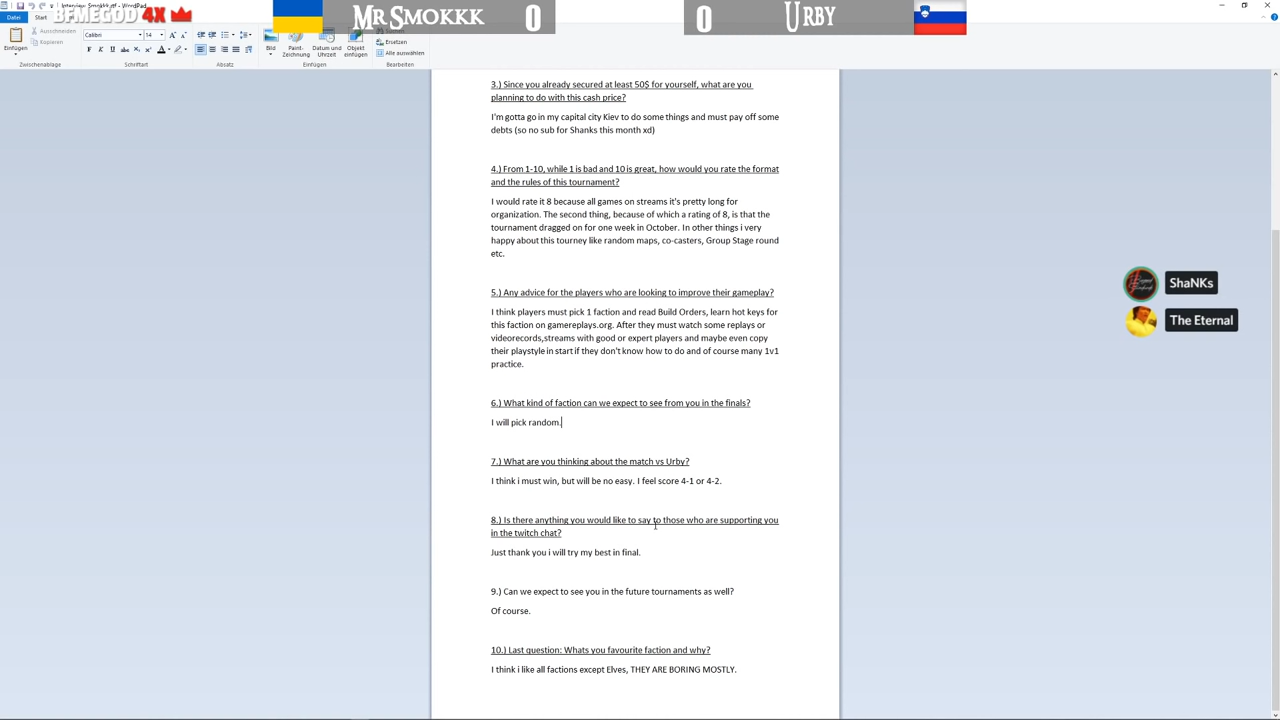 Interview Smokkk.rtf - WordPad
BFMEGOD 4X
MrSmokkk 0
0 Urby
Datei Start
Einfügen
Ausschneiden
Kopieren
Zwischenablage
Calibri 14
Schriftart
Absatz
Bild
Paint-Zeichnung
Datum und Uhrzeit
Objekt einfügen
Einfügen
Ersetzen
Alle auswählen
Bearbeiten
3.) Since you already secured at least 50$ for yourself, what are you
planning to do with this cash price?
I'm gotta go in my capital city Kiev to do some things and must pay off some
debts (so no sub for Shanks this month xd)
4.) From 1-10, while 1 is bad and 10 is great, how would you rate the format
and the rules of this tournament?
I would rate it 8 because all games on streams it's pretty long for
organization. The second thing, because of which a rating of 8, is that the
tournament dragged on for one week in October. In other things i very
happy about this tourney like random maps, co-casters, Group Stage round
etc.
5.) Any advice for the players who are looking to improve their gameplay?
I think players must pick 1 faction and read Build Orders, learn hot keys for
this faction on gamereplays.org. After they must watch some replays or
videorecords,streams with good or expert players and maybe even copy
their playstyle in start if they don't know how to do and of course many 1v1
practice.
6.) What kind of faction can we expect to see from you in the finals?
I will pick random.
7.) What are you thinking about the match vs Urby?
I think i must win, but will be no easy. I feel score 4-1 or 4-2.
8.) Is there anything you would like to say to those who are supporting you
in the twitch chat?
Just thank you i will try my best in final.
9.) Can we expect to see you in the future tournaments as well?
Of course.
10.) Last question: Whats you favourite faction and why?
I think i like all factions except Elves, THEY ARE BORING MOSTLY.
ShaNKs
The Eternal